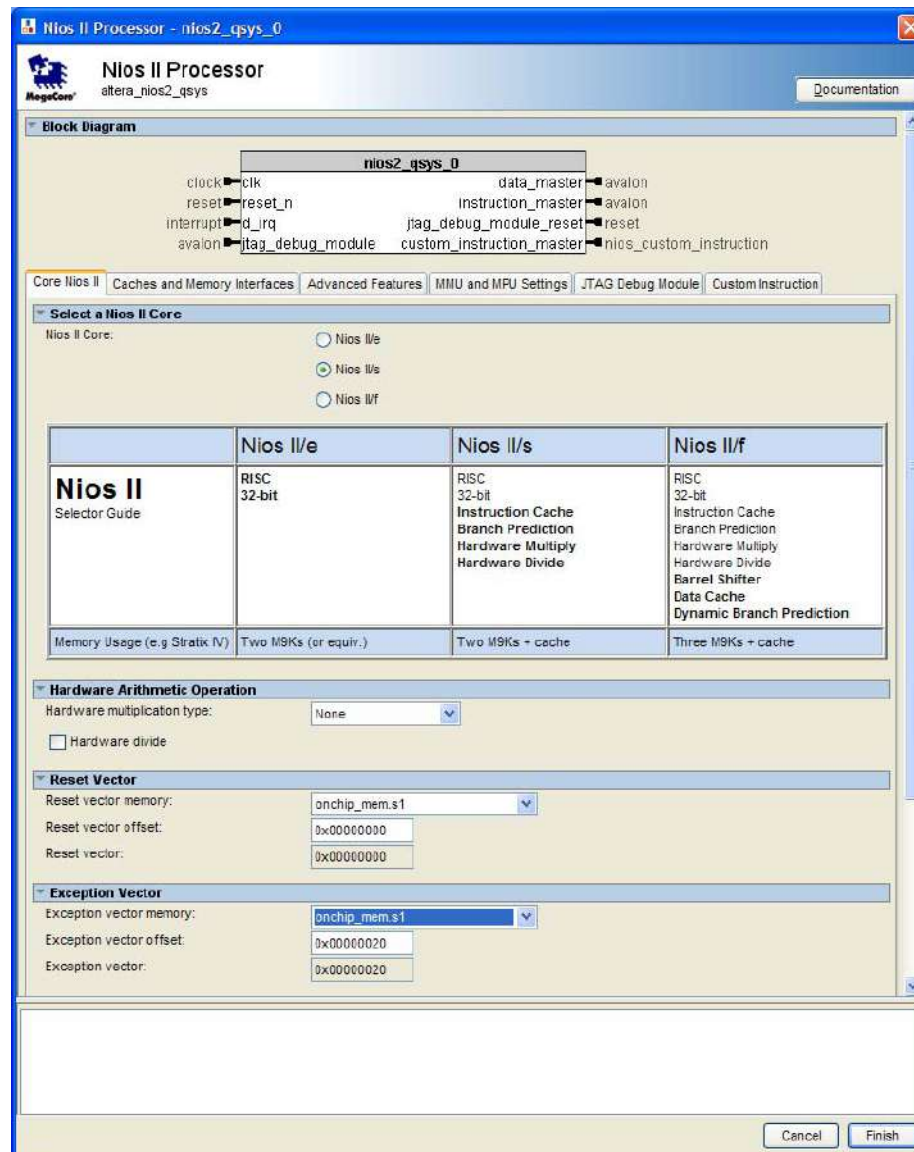 Nios II Processor - nios2_qsys_0
MegaCore®
Nios II Processor
altera_nios2_qsys
Documentation
Block Diagram
nios2_qsys_0
clock clk data_master avalon
reset reset_n instruction_master avalon
interrupt d_irq jtag_debug_module_reset reset
avalon jtag_debug_module custom_instruction_master nios_custom_instruction
Core Nios II Caches and Memory Interfaces Advanced Features MMU and MPU Settings JTAG Debug Module Custom Instruction
Select a Nios II Core
Nios II Core:
Nios II/e
Nios II/s
Nios II/f
Nios II/e Nios II/s Nios II/f
Nios II
Selector Guide
RISC
32-bit
RISC
32-bit
Instruction Cache
Branch Prediction
Hardware Multiply
Hardware Divide
RISC
32-bit
Instruction Cache
Branch Prediction
Hardware Multiply
Hardware Divide
Barrel Shifter
Data Cache
Dynamic Branch Prediction
Memory Usage (e.g Stratix IV) Two M9Ks (or equiv.) Two M9Ks + cache Three M9Ks + cache
Hardware Arithmetic Operation
Hardware multiplication type: None
Hardware divide
Reset Vector
Reset vector memory: onchip_mem.s1
Reset vector offset: 0x00000000
Reset vector: 0x00000000
Exception Vector
Exception vector memory: onchip_mem.s1
Exception vector offset: 0x00000020
Exception vector: 0x00000020
Cancel Finish